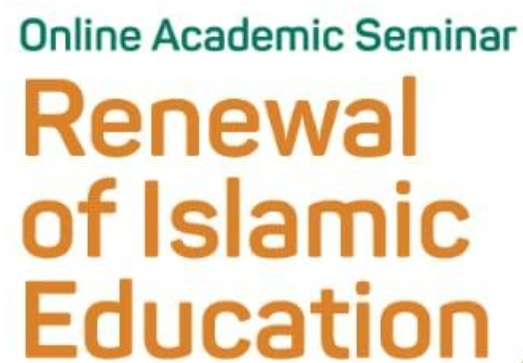 Online Academic Seminar
Renewal
of Islamic
Education